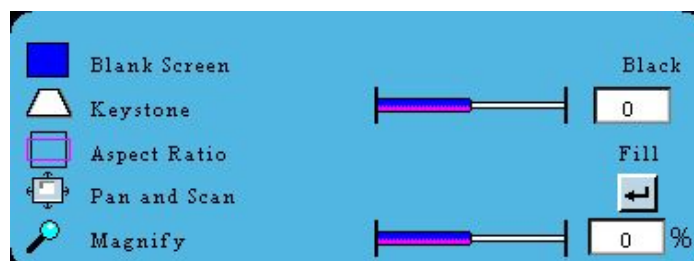 Blank Screen Black
Keystone 0
Aspect Ratio Fill
Pan and Scan
Magnify 0 %